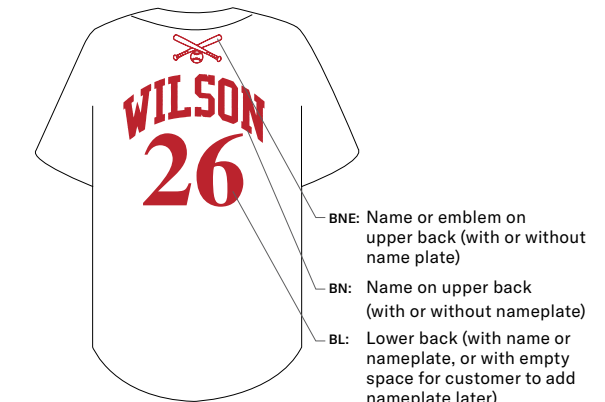 WILSON
26
BNE: Name or emblem on
upper back (with or without
name plate)
BN: Name on upper back
(with or without nameplate)
BL: Lower back (with name or
nameplate, or with empty
space for customer to add
nameplate later)